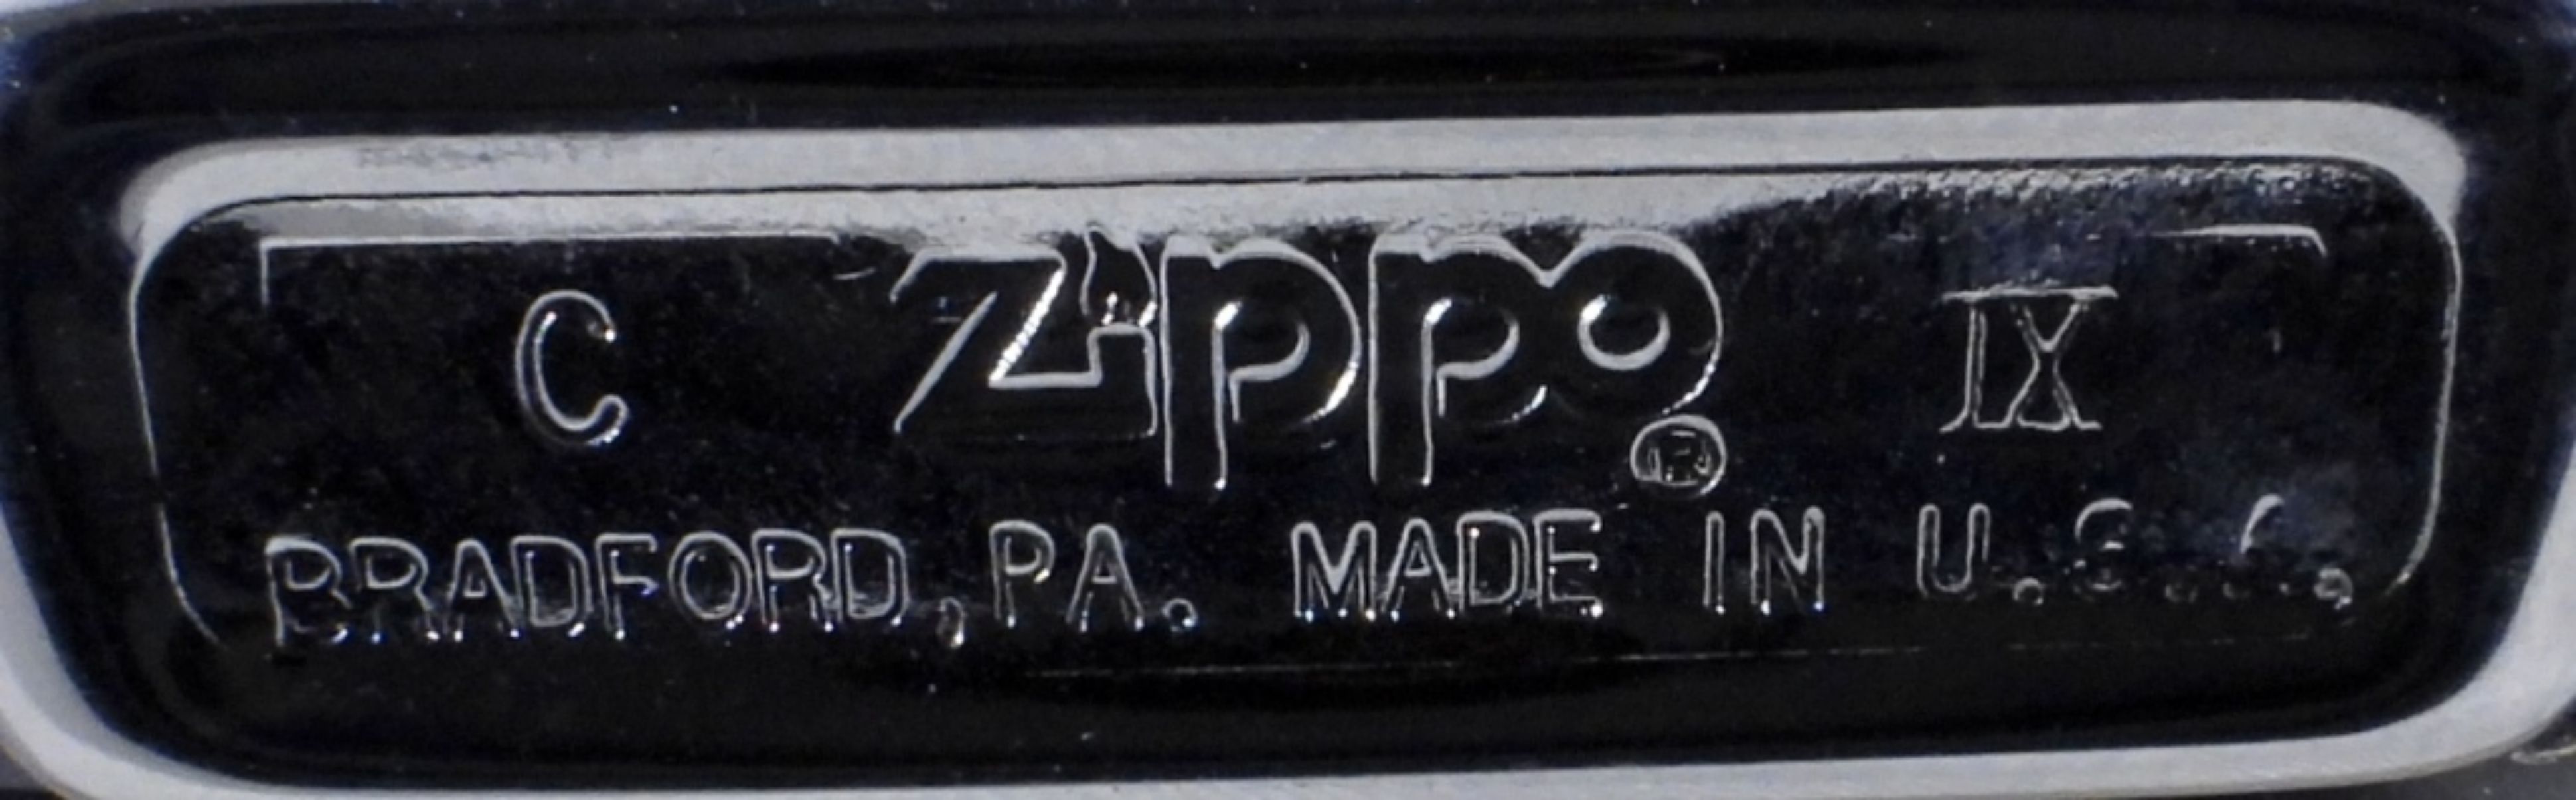 C Zippo ® IX
BRADFORD, PA. MADE IN U.S.A.